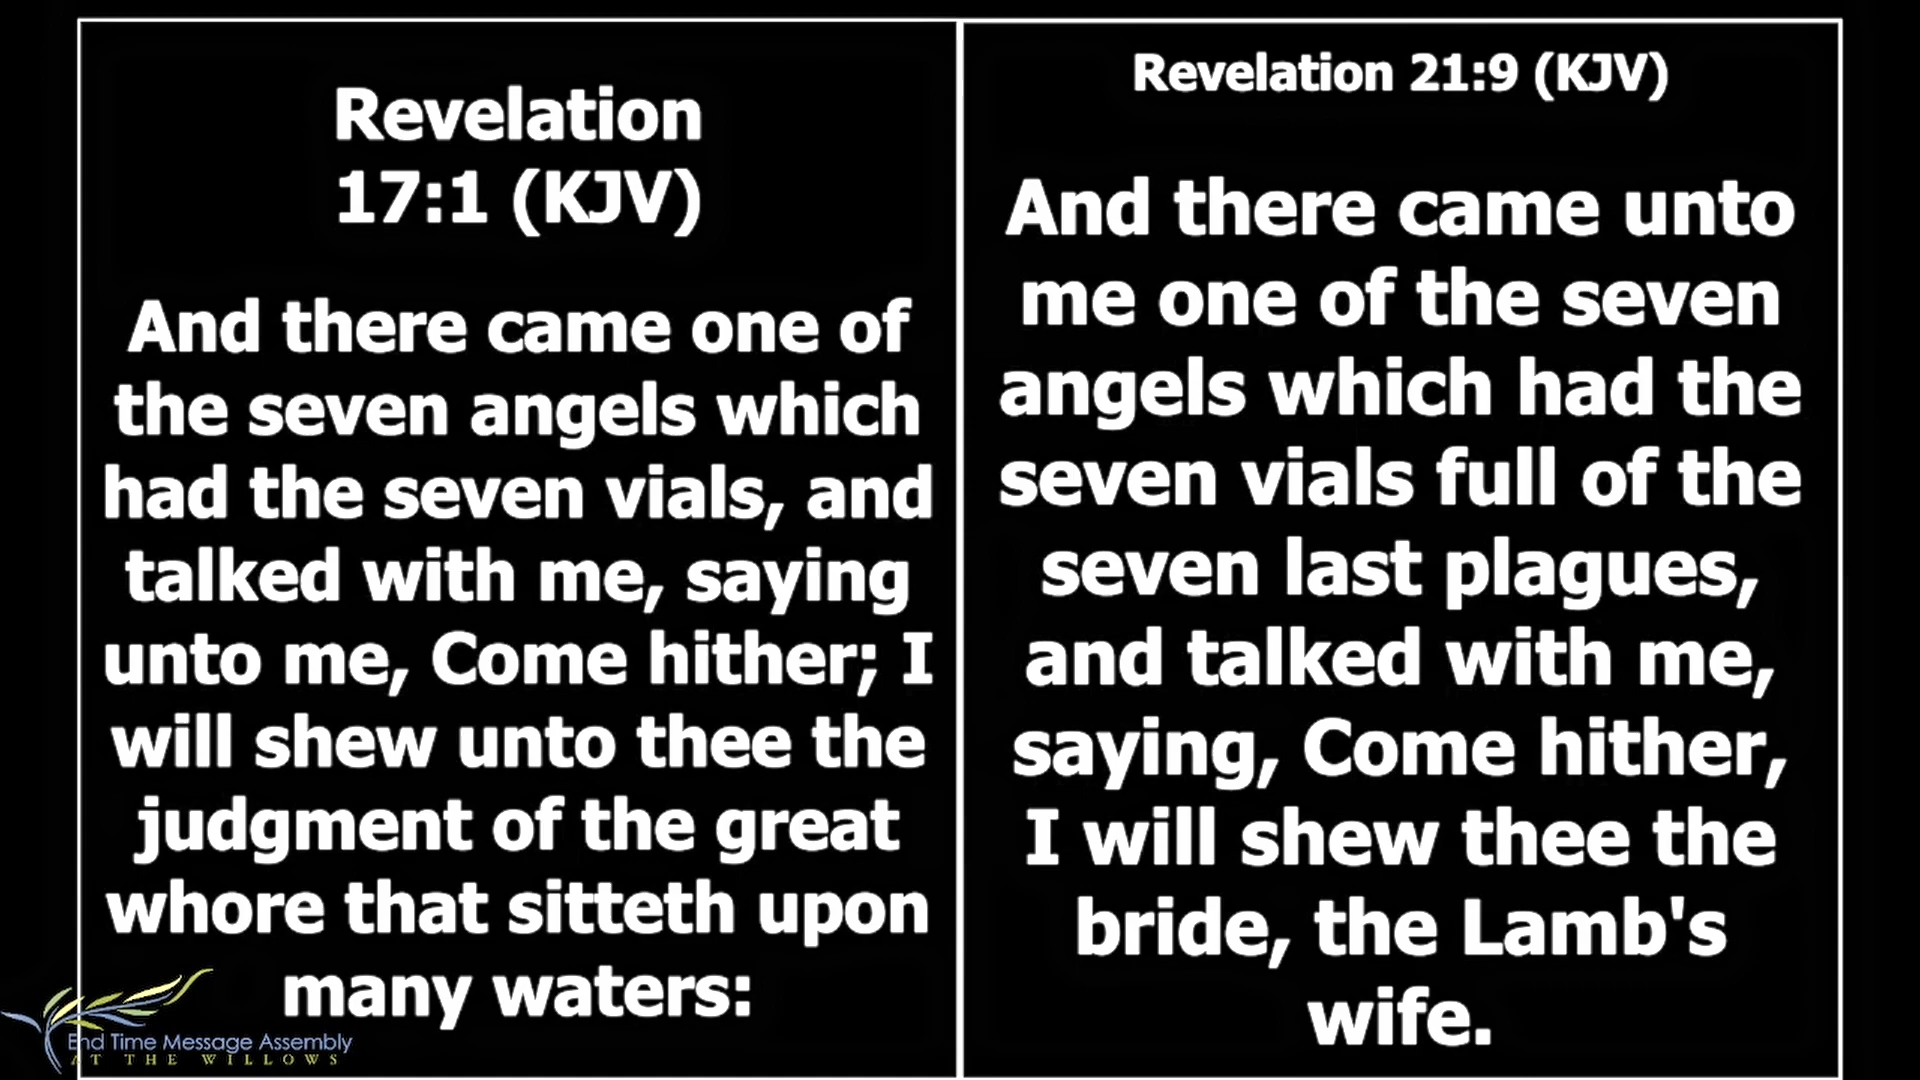 Revelation
17:1 (KJV)
And there came one of
the seven angels which
had the seven vials, and
talked with me, saying
unto me, Come hither; I
will shew unto thee the
judgment of the great
whore that sitteth upon
many waters:
Revelation 21:9 (KJV)
And there came unto
me one of the seven
angels which had the
seven vials full of the
seven last plagues,
and talked with me,
saying, Come hither,
I will shew thee the
bride, the Lamb's
wife.
End Time Message Assembly
AT THE WILLOWS